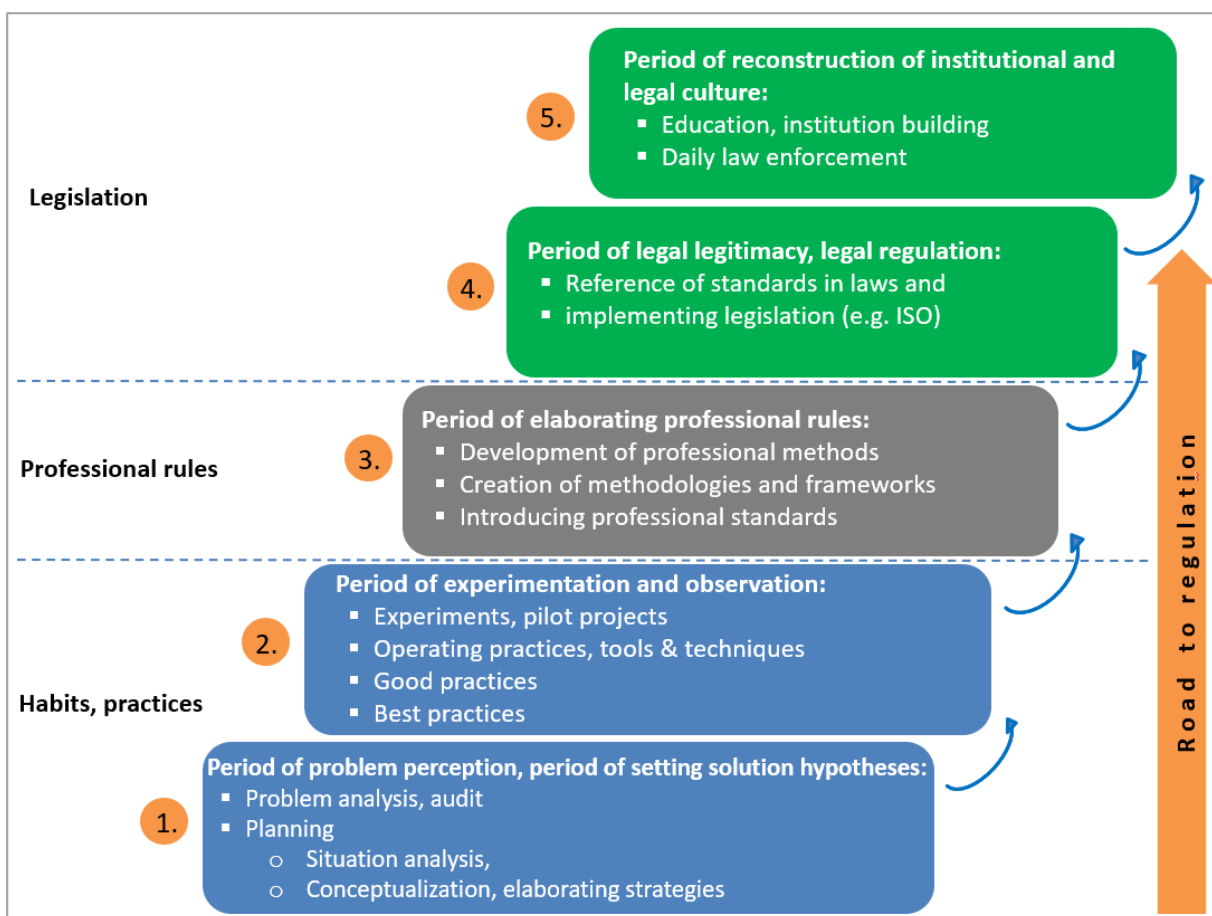 Period of reconstruction of institutional and
legal culture:
▪ Education, institution building
▪ Daily law enforcement
5.
Legislation
Period of legal legitimacy, legal regulation:
▪ Reference of standards in laws and
▪ implementing legislation (e.g. ISO)
4.
Period of elaborating professional rules:
▪ Development of professional methods
▪ Creation of methodologies and frameworks
▪ Introducing professional standards
3.
Professional rules
Period of experimentation and observation:
▪ Experiments, pilot projects
▪ Operating practices, tools & techniques
▪ Good practices
▪ Best practices
2.
Habits, practices
Period of problem perception, period of setting solution hypotheses:
▪ Problem analysis, audit
▪ Planning
o Situation analysis,
o Conceptualization, elaborating strategies
1.
Road to regulation